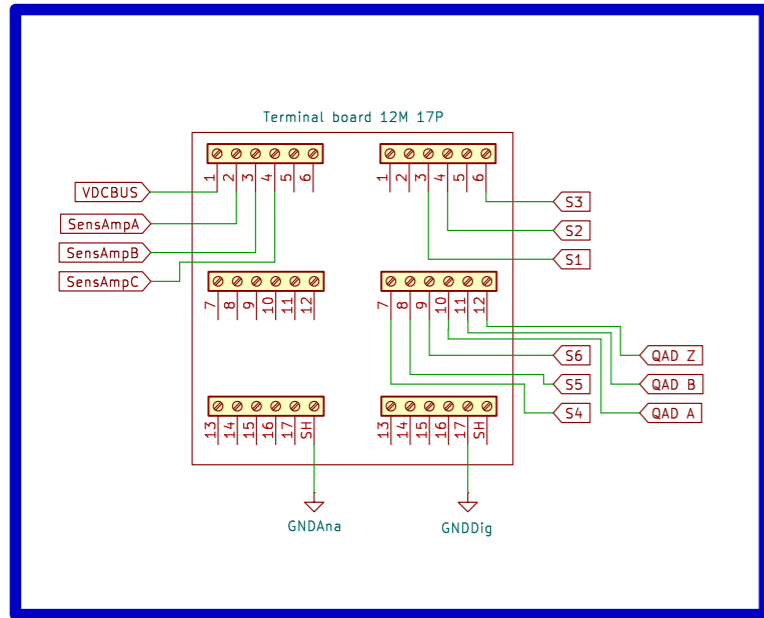 Terminal board 12M 17P
1 2 3 4 5 6
1 2 3 4 5 6
VDCBUS
SensAmpA
SensAmpB
SensAmpC
S3
S2
S1
7 8 9 10 11 12
7 8 9 10 11 12
S6
S5
S4
QAD Z
QAD B
QAD A
13 14 15 16 17 SH
13 14 15 16 17 SH
GNDAna
GNDDig